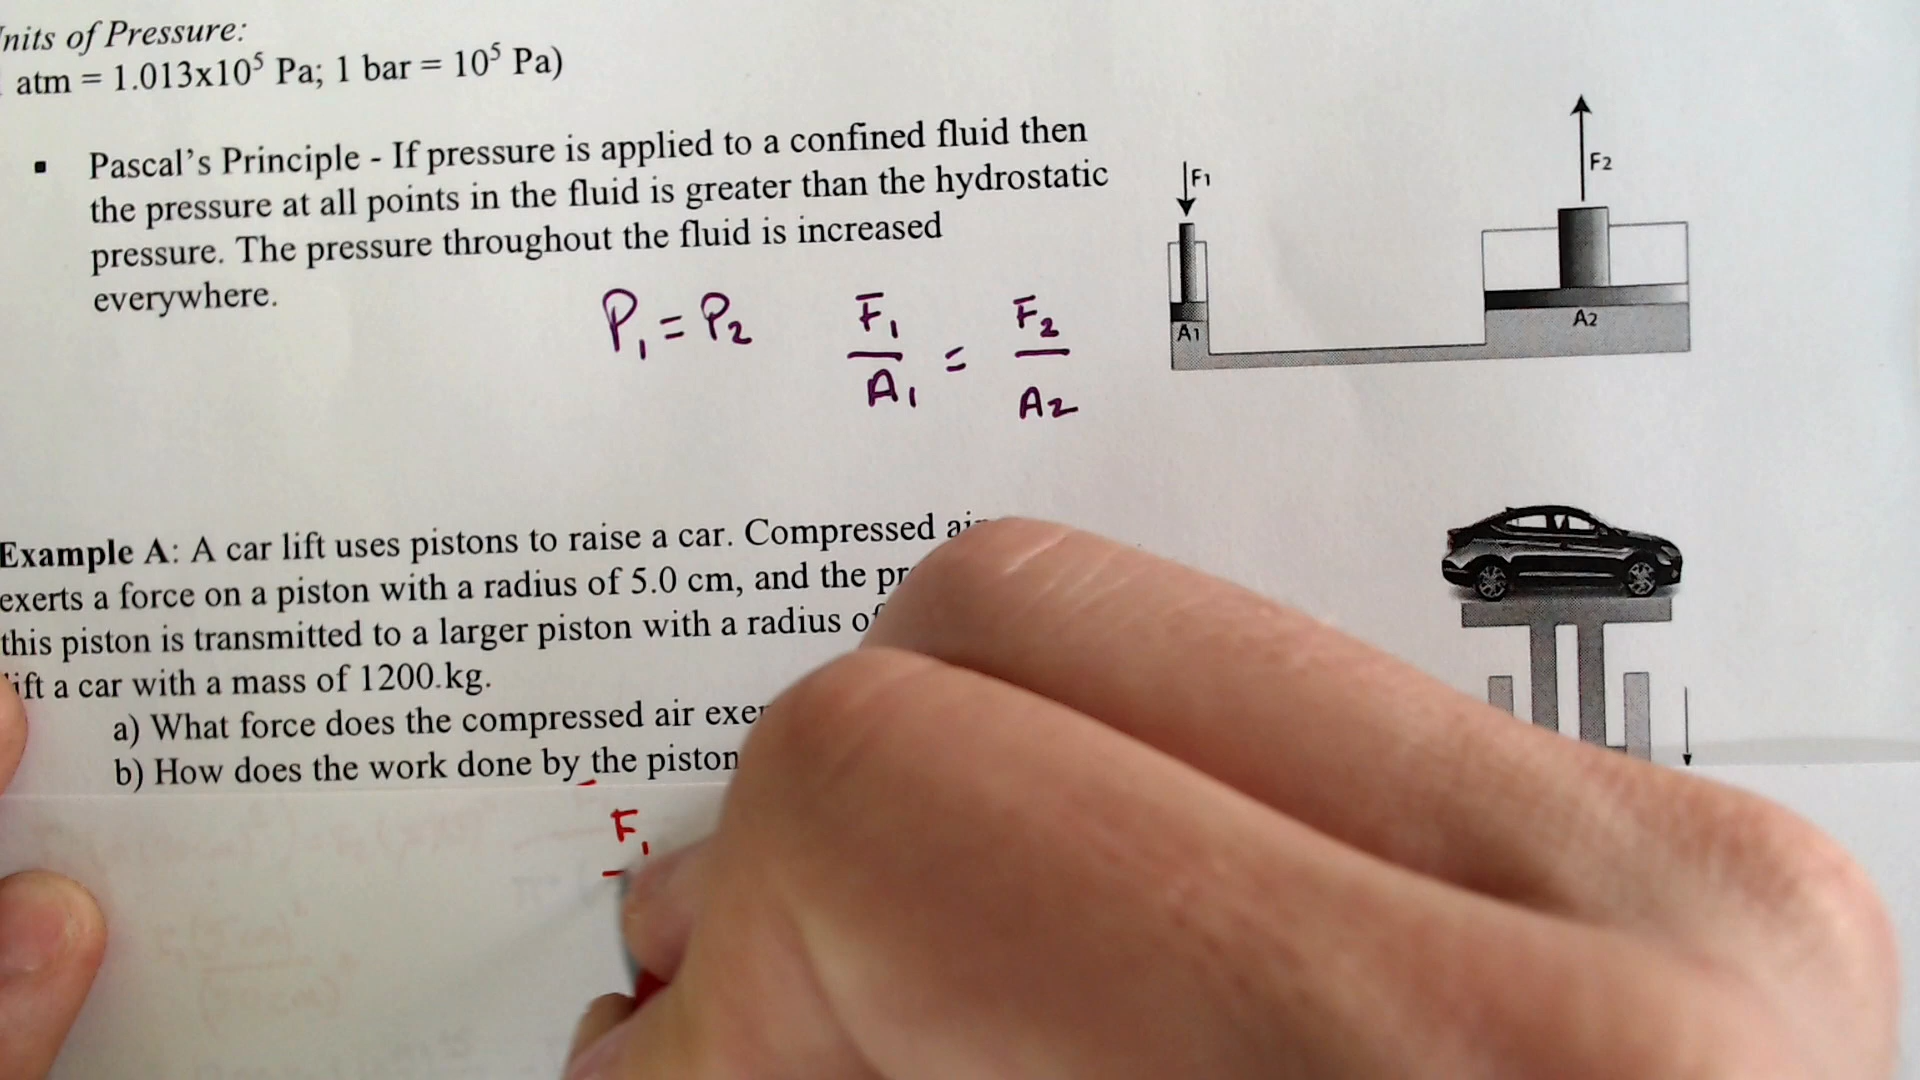 nits of Pressure:
atm = 1.013x10⁵ Pa; 1 bar = 10⁵ Pa)
▪ Pascal's Principle - If pressure is applied to a confined fluid then
the pressure at all points in the fluid is greater than the hydrostatic
pressure. The pressure throughout the fluid is increased
everywhere.
P₁ = P₂ F₁/A₁ = F₂/A₂
F1
A1
F2
A2
Example A: A car lift uses pistons to raise a car. Compressed
exerts a force on a piston with a radius of 5.0 cm, and the
this piston is transmitted to a larger piston with a radius of
lift a car with a mass of 1200.kg.
a) What force does the compressed air
b) How does the work done by the piston
F₁